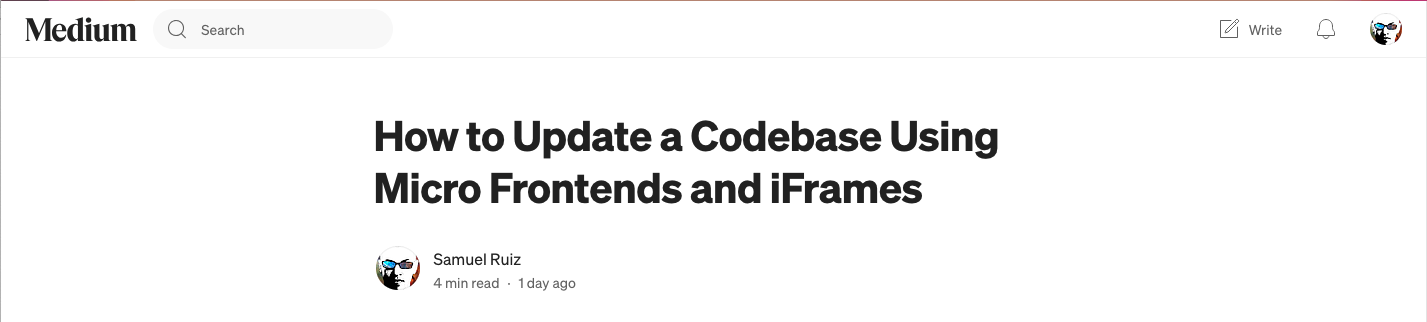 Medium
Search
Write
How to Update a Codebase Using
Micro Frontends and iFrames
Samuel Ruiz
4 min read · 1 day ago